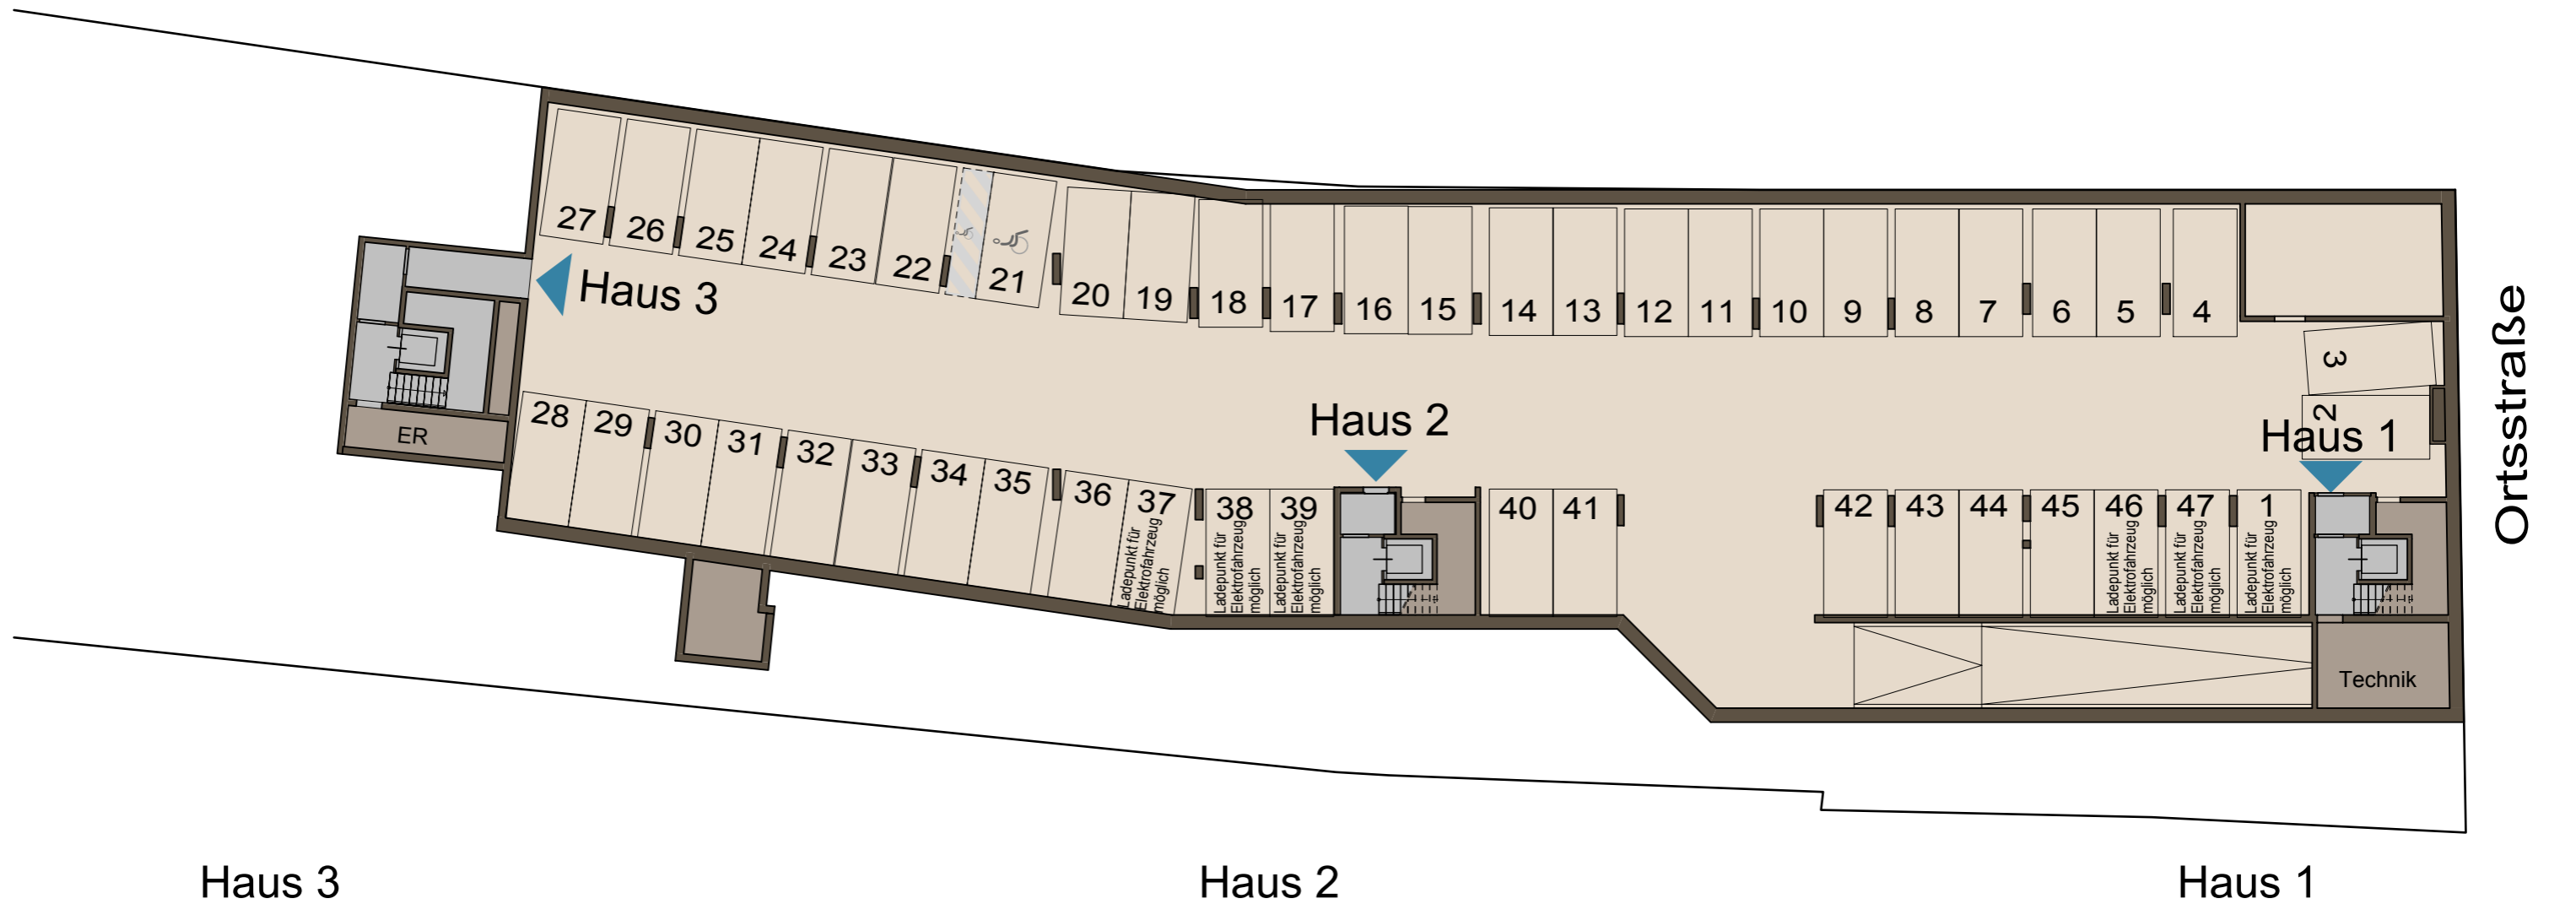 27
26
25
24
23
22
21
20
19
18
17
16
15
14
13
12
11
10
9
8
7
6
5
4
3
2
Haus 3
Haus 2
Haus 1
Ortsstraße
ER
28
29
30
31
32
33
34
35
36
37
Ladepunkt für
Elektrofahrzeug
möglich
38
Ladepunkt für
Elektrofahrzeug
möglich
39
Ladepunkt für
Elektrofahrzeug
möglich
40
41
42
43
44
45
46
Ladepunkt für
Elektrofahrzeug
möglich
47
Ladepunkt für
Elektrofahrzeug
möglich
1
Ladepunkt für
Elektrofahrzeug
möglich
Technik
Haus 3
Haus 2
Haus 1